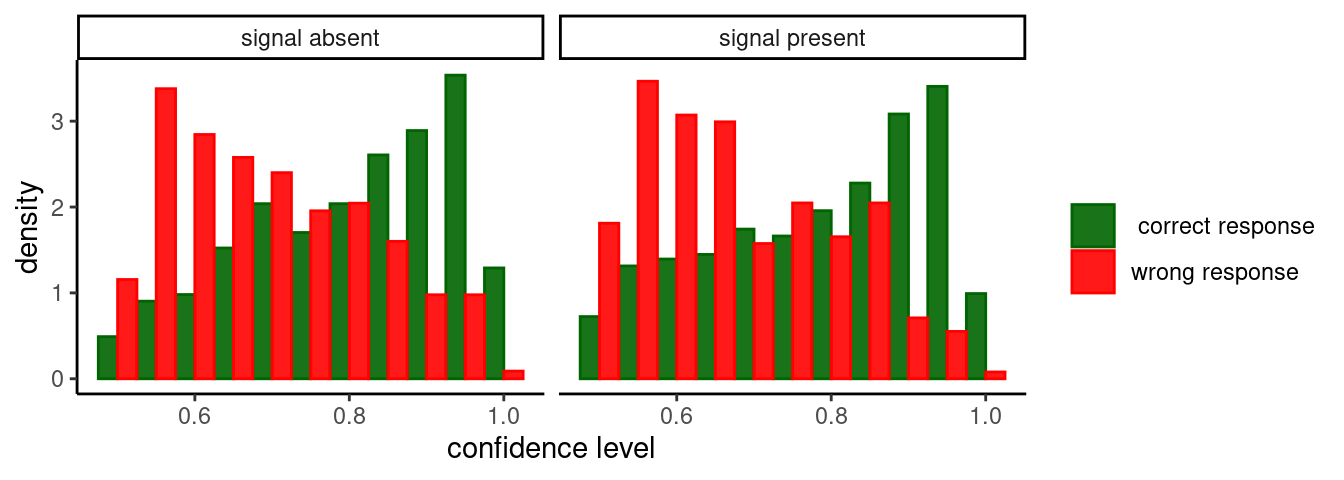 signal absent
signal present
density
3
2
1
0
0.6
0.8
1.0
0.6
0.8
1.0
confidence level
correct response
wrong response